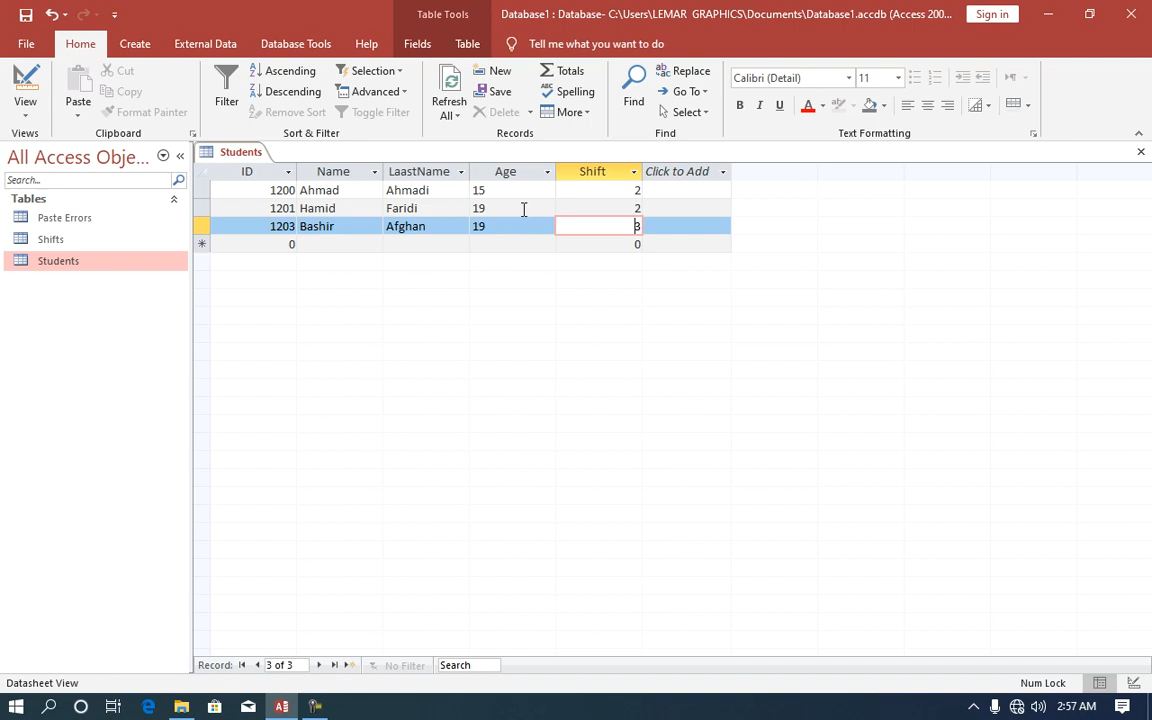 Table Tools
Database1 : Database- C:\Users\LEMAR GRAPHICS\Documents\Database1.accdb (Access 200...
Sign in
File
Home
Create
External Data
Database Tools
Help
Fields
Table
Tell me what you want to do
View
Paste
Cut
Copy
Format Painter
Filter
Ascending
Descending
Remove Sort
Selection
Advanced
Toggle Filter
Refresh
All
New
Save
Delete
Totals
Spelling
More
Find
Replace
Go To
Select
Calibri (Detail)
11
B I U
Views
Clipboard
Sort & Filter
Records
Find
Text Formatting
All Access Obje...
Search...
Tables
Paste Errors
Shifts
Students
Students
ID Name LaastName Age Shift Click to Add
1200 Ahmad Ahmadi 15 2
1201 Hamid Faridi 19 2
1203 Bashir Afghan 19 3
0 0
Record: 3 of 3 No Filter Search
Datasheet View
Num Lock
2:57 AM